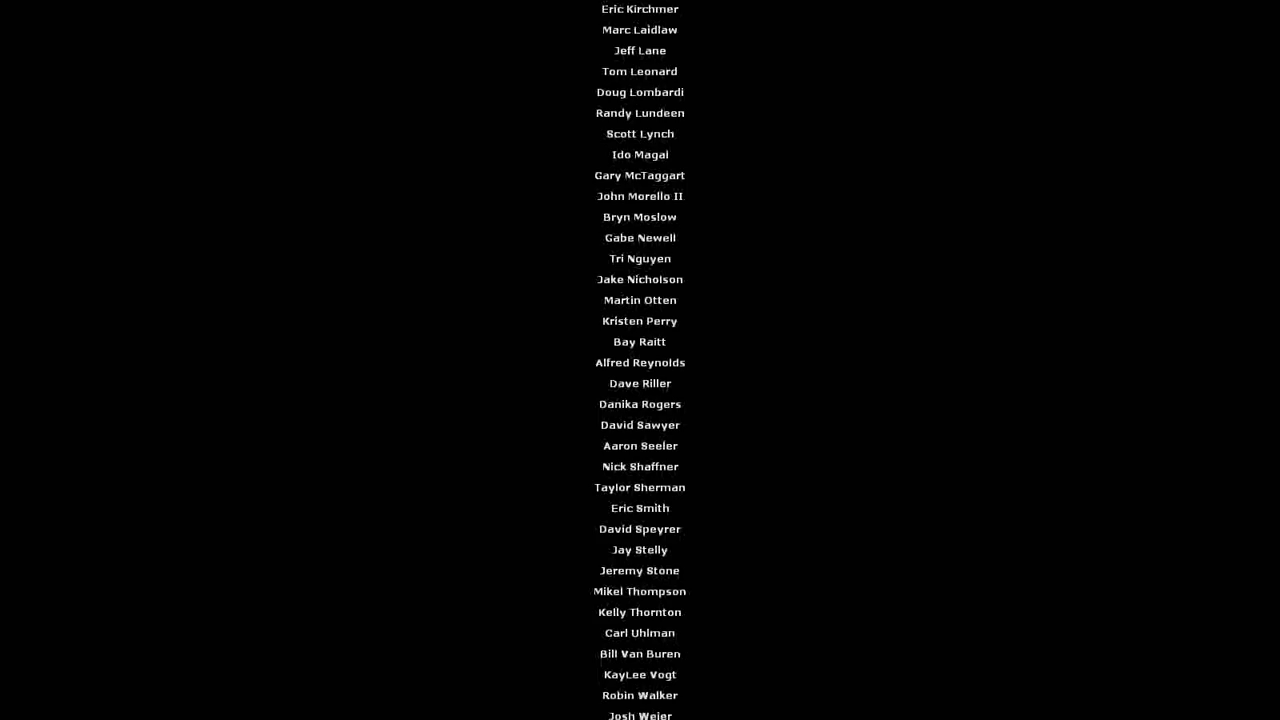 Eric Kirchmer
Marc Laidlaw
Jeff Lane
Tom Leonard
Doug Lombardi
Randy Lundeen
Scott Lynch
Ido Magal
Gary McTaggart
John Morello II
Bryn Moslow
Gabe Newell
Tri Nguyen
Jake Nicholson
Martin Otten
Kristen Perry
Bay Raitt
Alfred Reynolds
Dave Riller
Danika Rogers
David Sawyer
Aaron Seeler
Nick Shaffner
Taylor Sherman
Eric Smith
David Speyrer
Jay Stelly
Jeremy Stone
Mikel Thompson
Kelly Thornton
Carl Uhlman
Bill Van Buren
KayLee Vogt
Robin Walker
Josh Weier